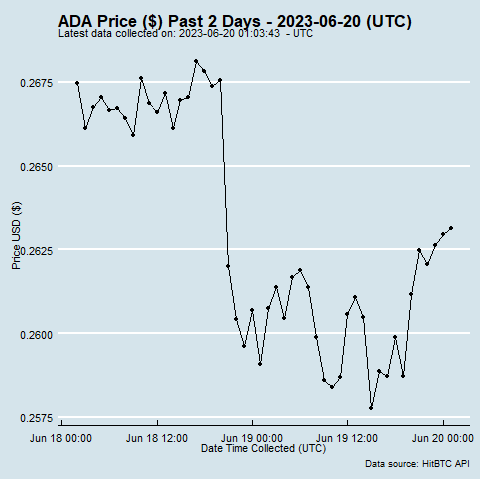 ADA Price ($) Past 2 Days - 2023-06-20 (UTC)
Latest data collected on: 2023-06-20 01:03:43 - UTC
0.2675
0.2650
0.2625
0.2600
0.2575
Price USD ($)
Jun 18 00:00 Jun 18 12:00 Jun 19 00:00 Jun 19 12:00 Jun 20 00:00
Date Time Collected (UTC)
Data source: HitBTC API